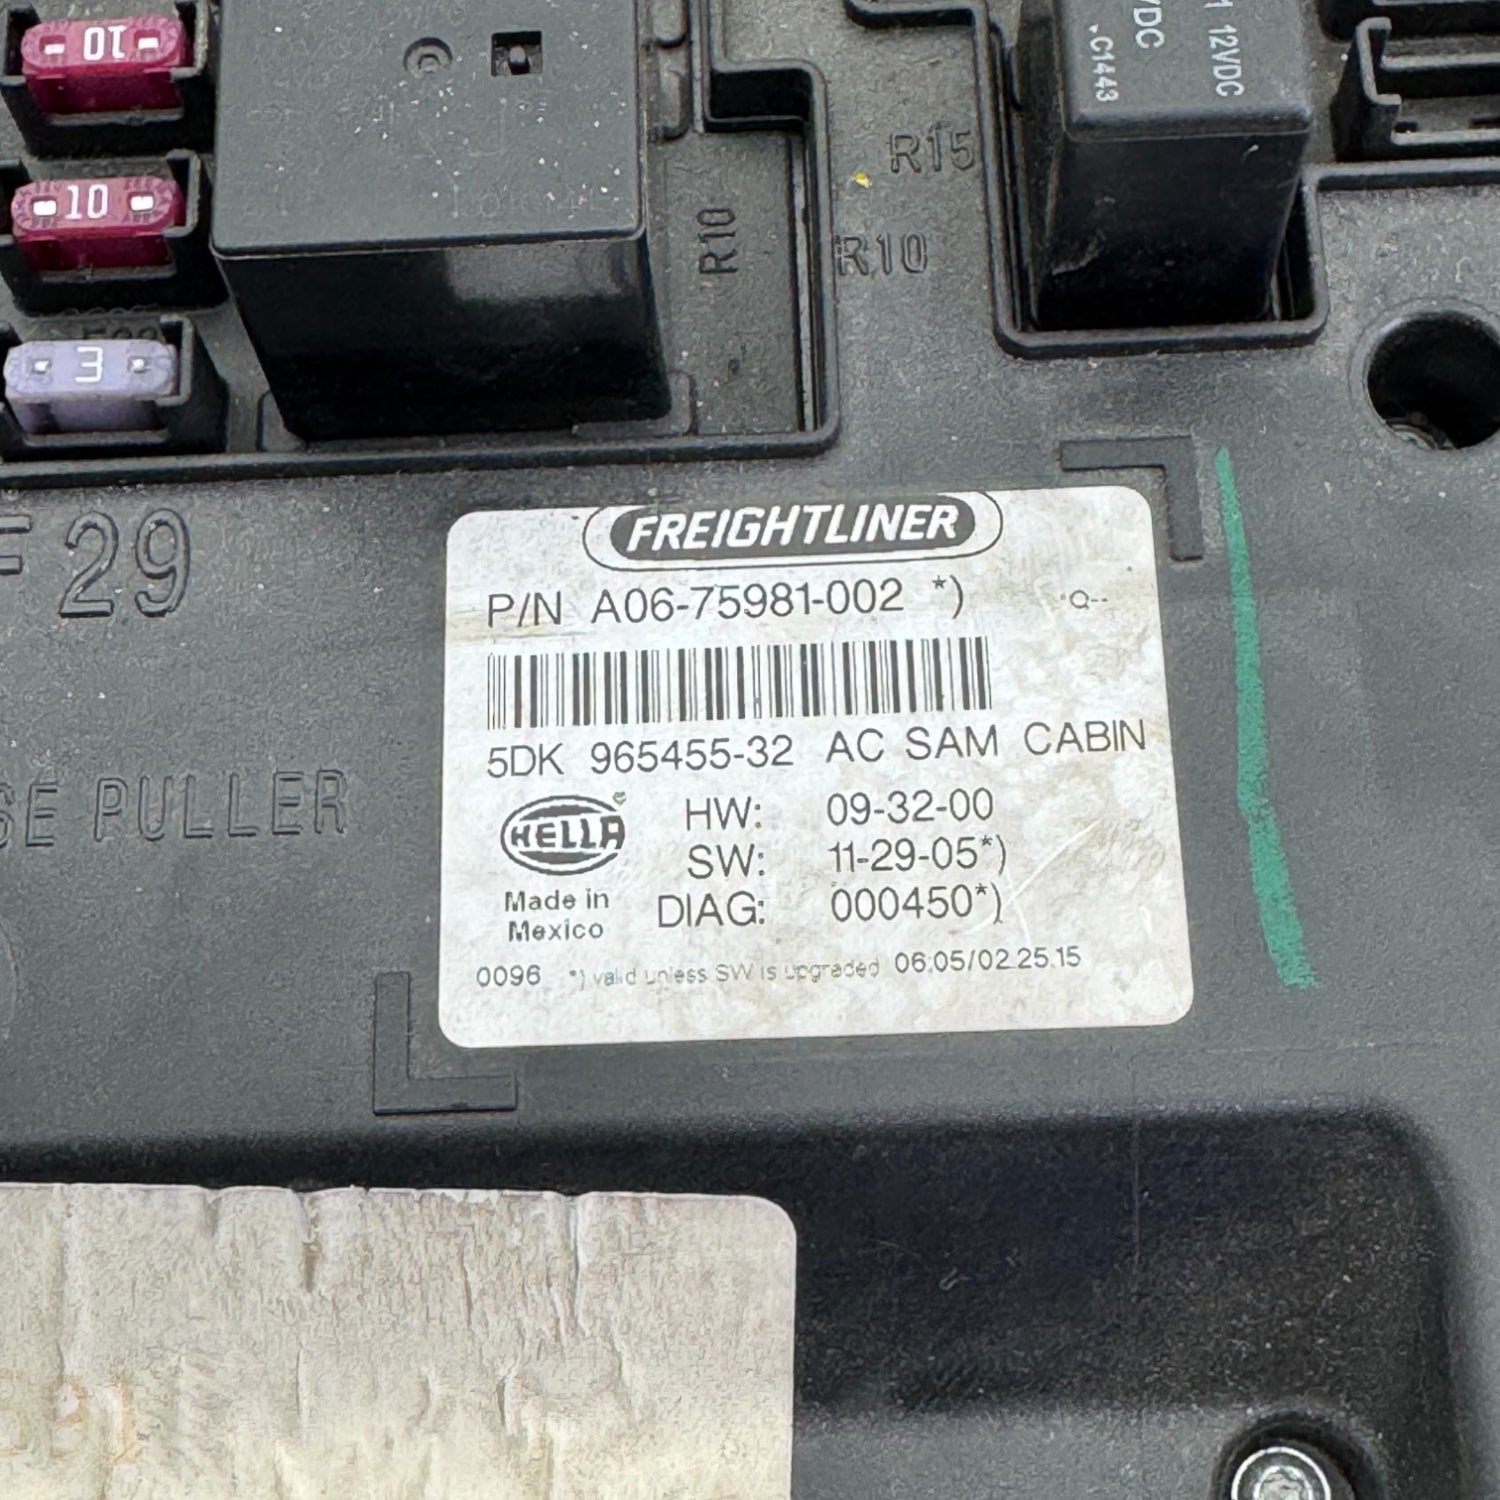 10
10
3
R10
R15
R10
VDC
12VDC
C1443
F29
FREIGHTLINER
P/N A06-75981-002 *)
Q--
5DK 965455-32 AC SAM CABIN
HELLA
HW: 09-32-00
SW: 11-29-05*)
DIAG: 000450*)
Made in
Mexico
0096 *) valid unless SW is upgraded 06:05/02.25.15
SE PULLER